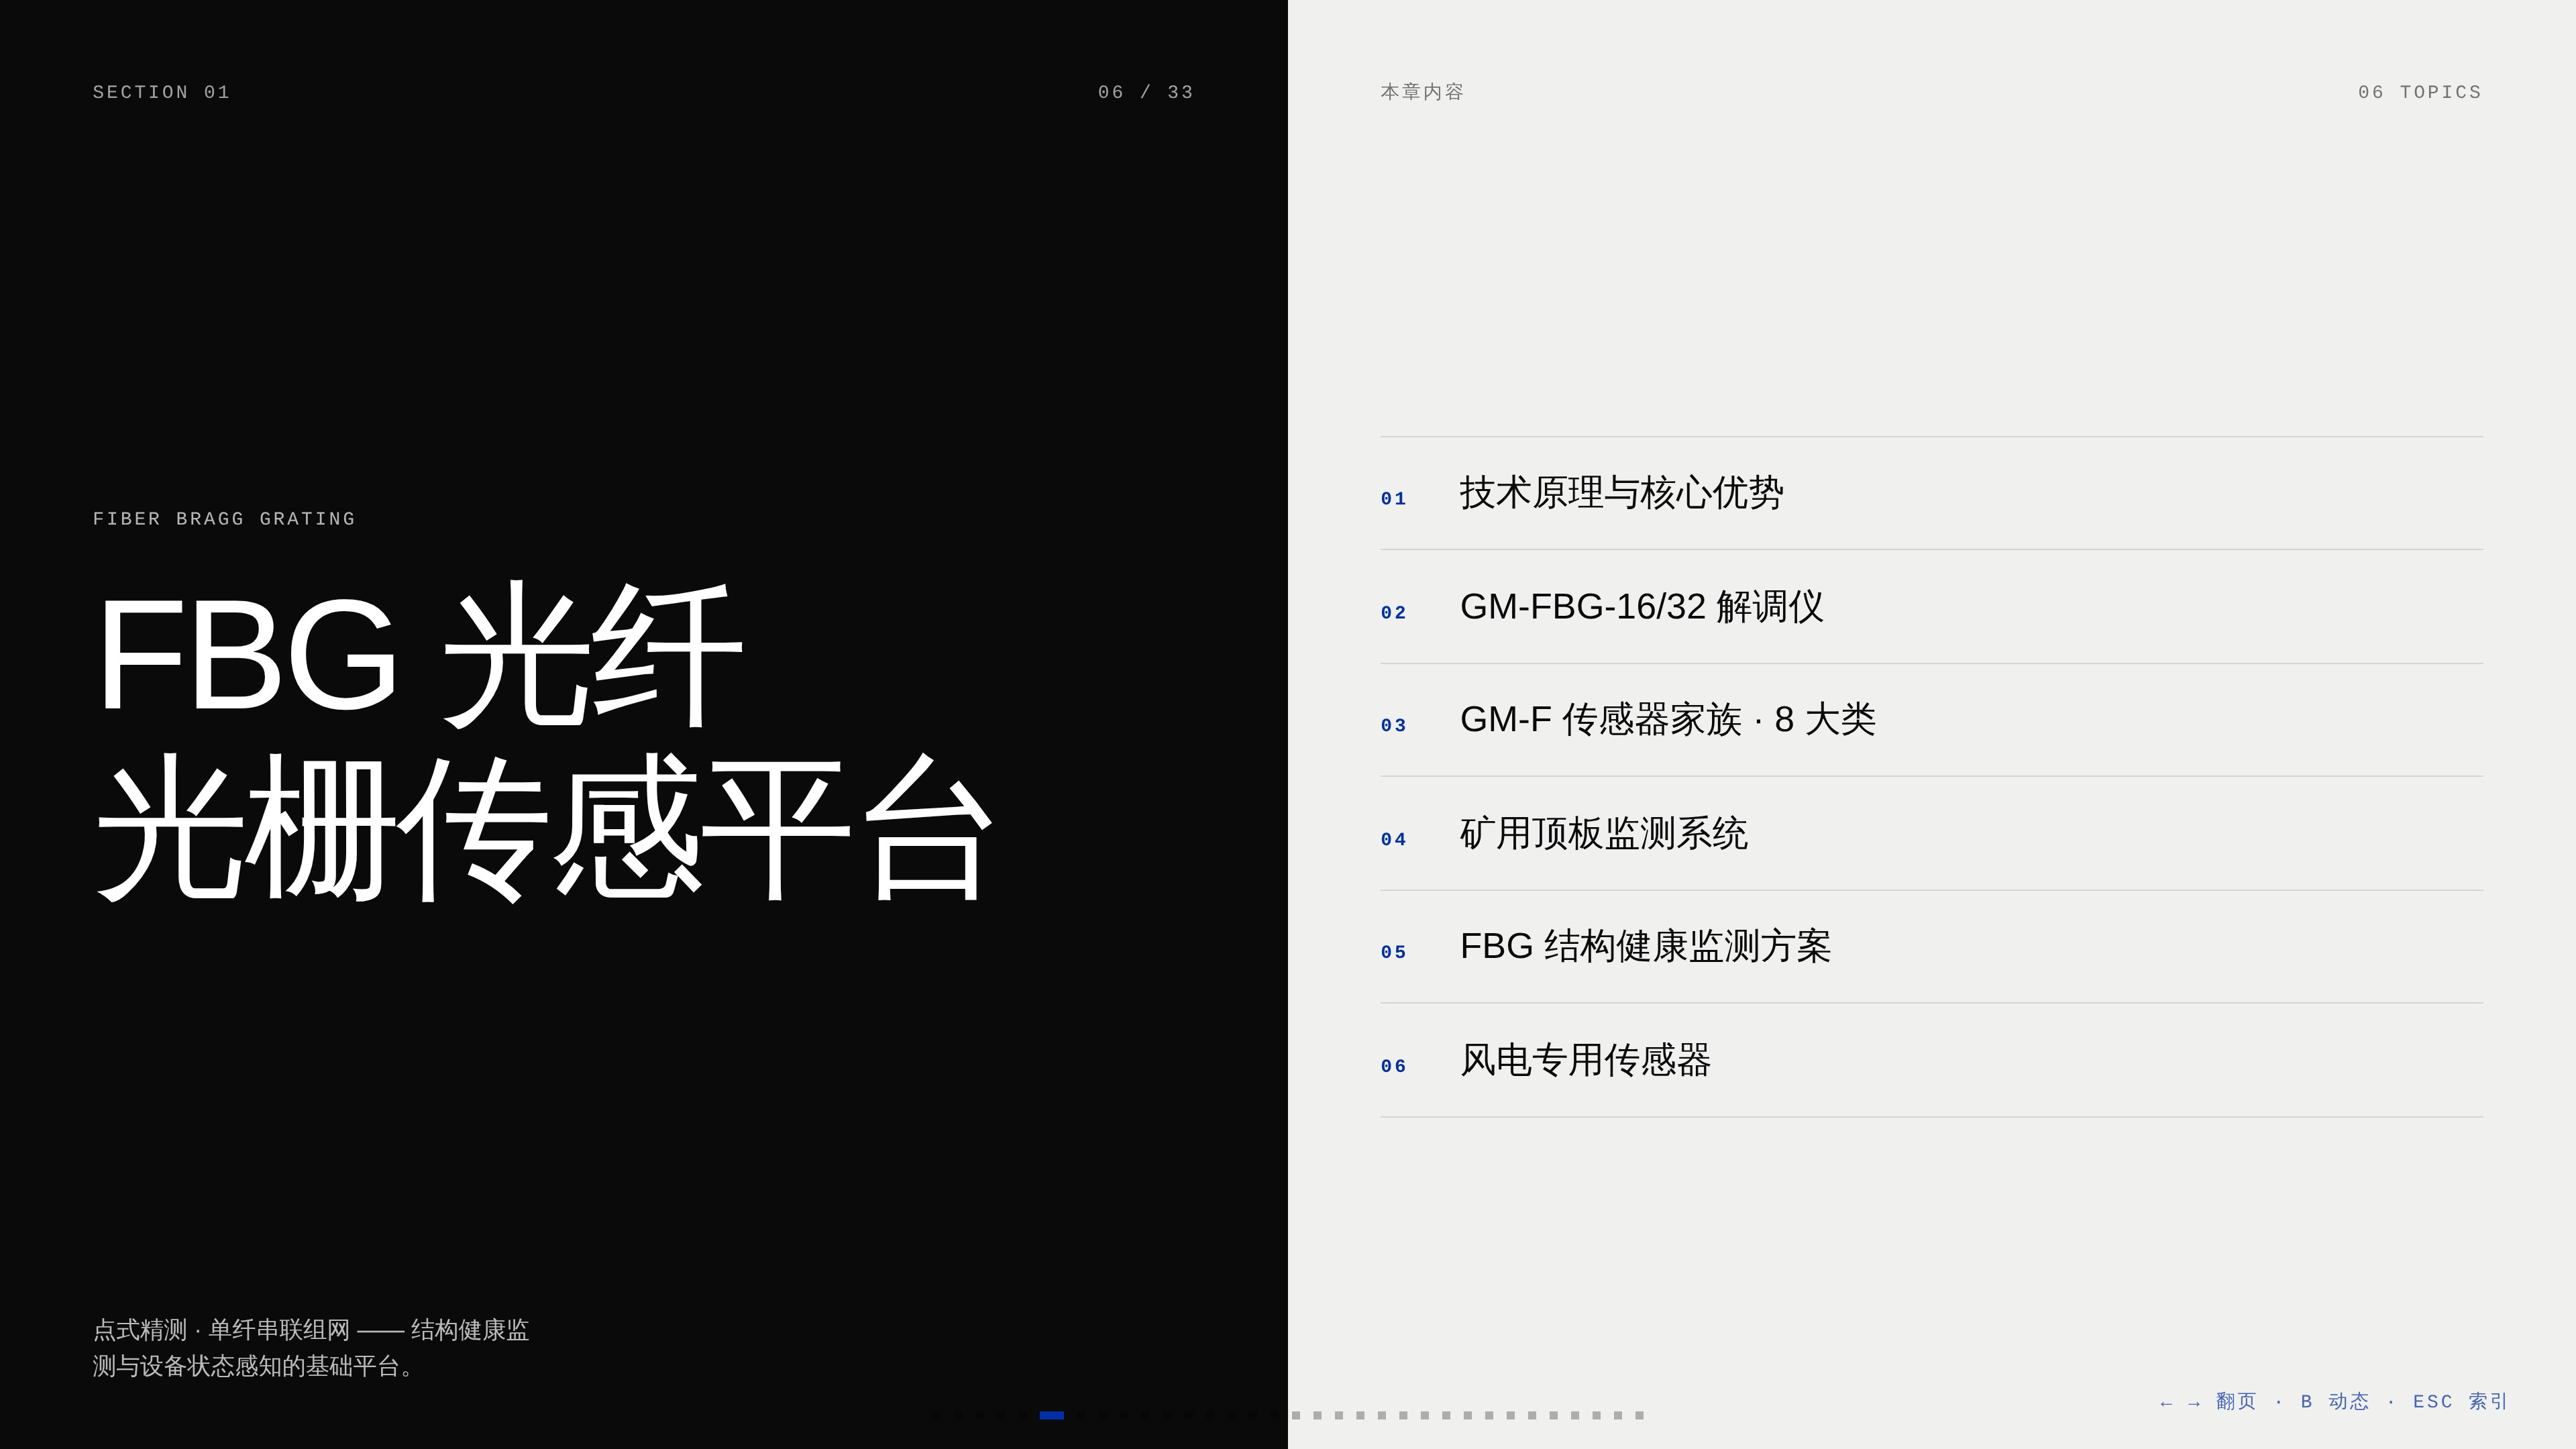 SECTION 01
06 / 33
FIBER BRAGG GRATING
FBG 光纤
光栅传感平台
点式精测 · 单纤串联组网 —— 结构健康监
测与设备状态感知的基础平台。
本章内容
06 TOPICS
01 技术原理与核心优势
02 GM-FBG-16/32 解调仪
03 GM-F 传感器家族 · 8 大类
04 矿用顶板监测系统
05 FBG 结构健康监测方案
06 风电专用传感器
← → 翻页 · B 动态 · ESC 索引